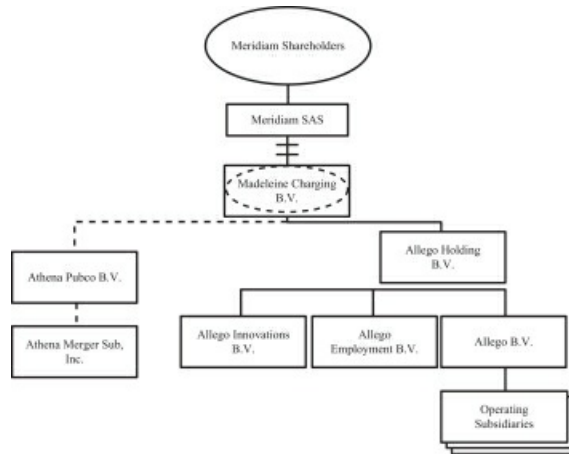 Meridiam Shareholders
Meridiam SAS
Madeleine Charging
B.V.
Allego Holding
B.V.
Athena Pubco B.V.
Athena Merger Sub,
Inc.
Allego Innovations
B.V.
Allego
Employment B.V.
Allego B.V.
Operating
Subsidiaries